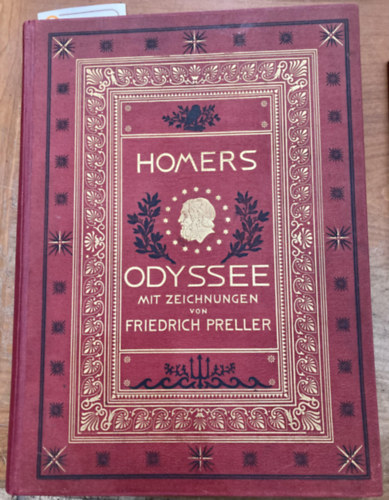 HOMERS
ODYSSEE
MIT ZEICHNUNGEN
VON
FRIEDRICH PRELLER